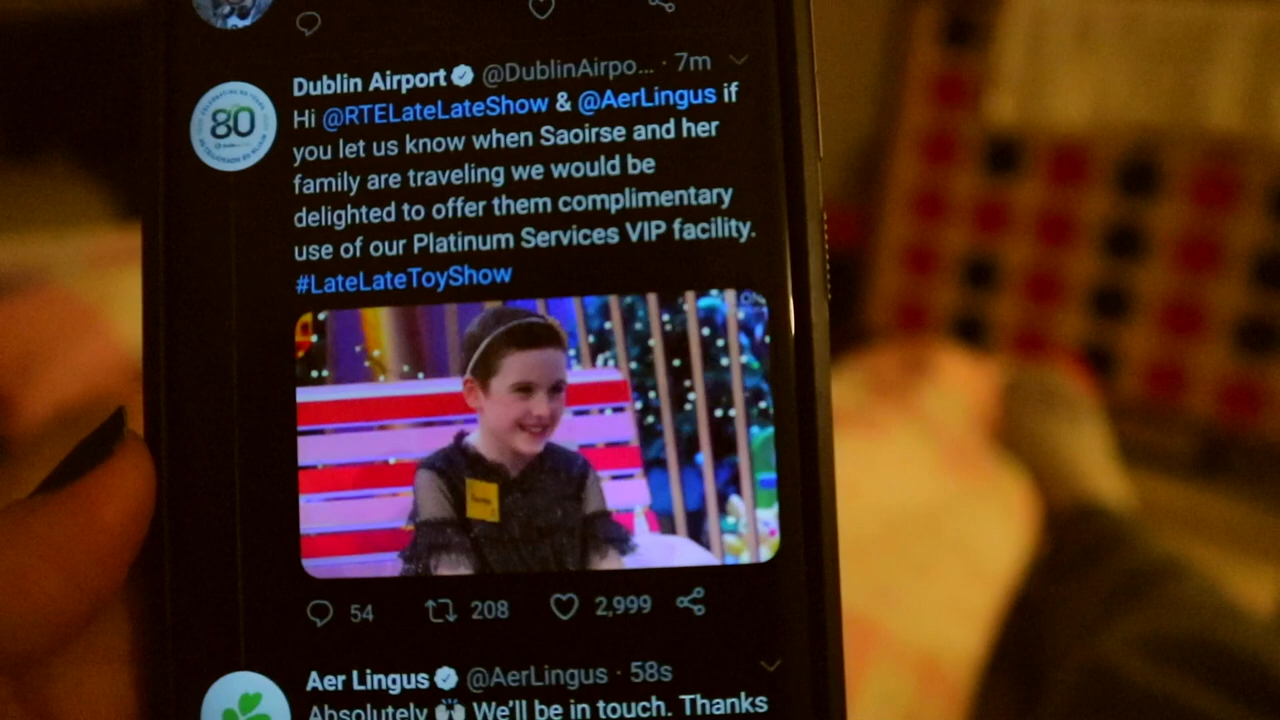 Dublin Airport @DublinAirpo... · 7m
80
Hi @RTELateLateShow & @AerLingus if
you let us know when Saoirse and her
family are traveling we would be
delighted to offer them complimentary
use of our Platinum Services VIP facility.
#LateLateToyShow
54 208 2,999
Aer Lingus @AerLingus · 58s
Absolutely 🙌🏻 We'll be in touch. Thanks